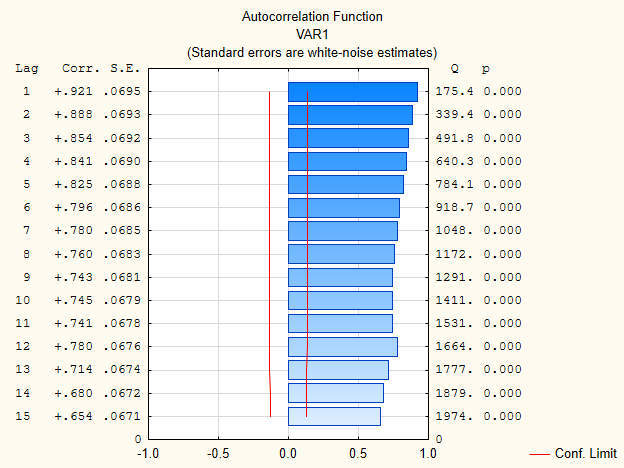 Autocorrelation Function
VAR1
(Standard errors are white-noise estimates)
Lag Corr. S.E. Q p
1 +.921 .0695 175.4 0.000
2 +.888 .0693 339.4 0.000
3 +.854 .0692 491.8 0.000
4 +.841 .0690 640.3 0.000
5 +.825 .0688 784.1 0.000
6 +.796 .0686 918.7 0.000
7 +.780 .0685 1048. 0.000
8 +.760 .0683 1172. 0.000
9 +.743 .0681 1291. 0.000
10 +.745 .0679 1411. 0.000
11 +.741 .0678 1531. 0.000
12 +.780 .0676 1664. 0.000
13 +.714 .0674 1777. 0.000
14 +.680 .0672 1879. 0.000
15 +.654 .0671 1974. 0.000
0 0
-1.0 -0.5 0.0 0.5 1.0
Conf. Limit